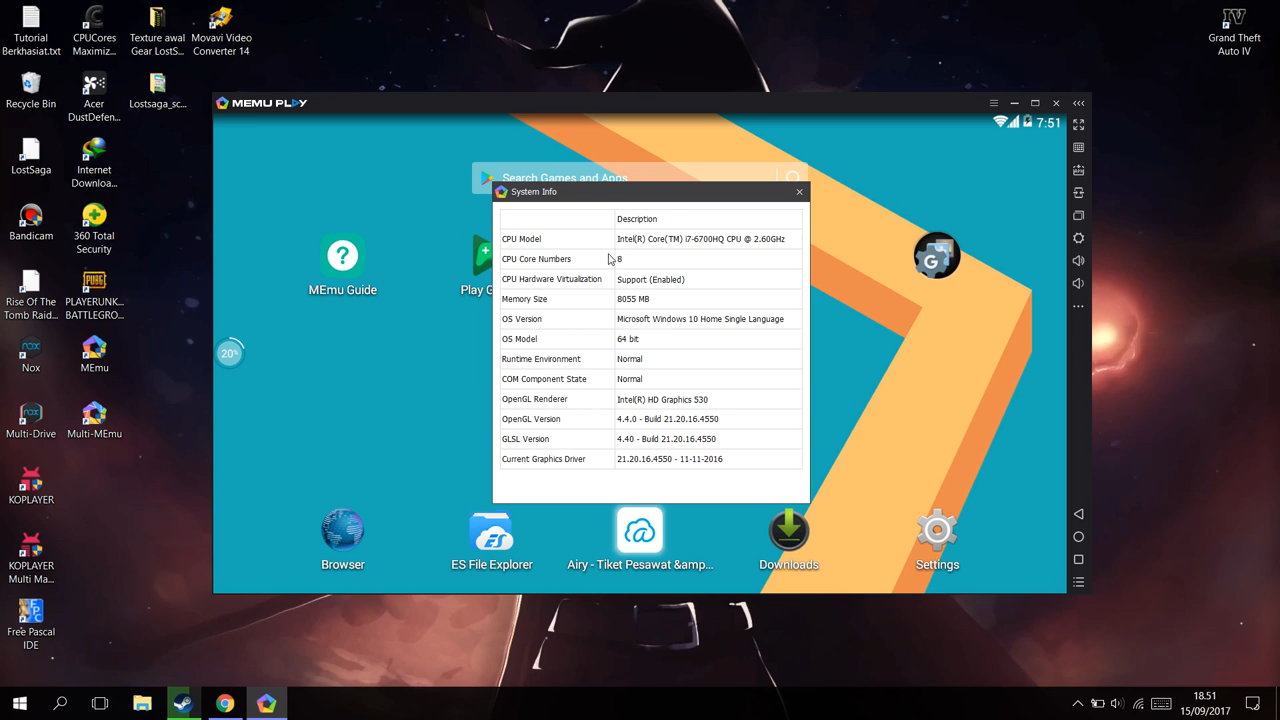 Tutorial
Berkhasiat.txt
CPUCores
Maximiz...
Texture awal
Gear LostS...
Movavi Video
Converter 14
Grand Theft
Auto IV
Recycle Bin
Acer
DustDefen...
Lostsaga_sc...
LostSaga
Internet
Downloa...
Bandicam
360 Total
Security
Rise Of The
Tomb Raid...
PLAYERUNK...
BATTLEGRO...
Nox
MEmu
Multi-Drive
Multi-MEmu
KOPLAYER
KOPLAYER
Multi Ma...
Free Pascal
IDE
MEMU PLAY
7:51
Search Games and Apps
System Info
Description
CPU Model Intel(R) Core(TM) i7-6700HQ CPU @ 2.60GHz
CPU Core Numbers 8
CPU Hardware Virtualization Support (Enabled)
Memory Size 8055 MB
OS Version Microsoft Windows 10 Home Single Language
OS Model 64 bit
Runtime Environment Normal
COM Component State Normal
OpenGL Renderer Intel(R) HD Graphics 530
OpenGL Version 4.4.0 - Build 21.20.16.4550
GLSL Version 4.40 - Build 21.20.16.4550
Current Graphics Driver 21.20.16.4550 - 11-11-2016
MEmu Guide
Play G
20%
Browser
ES File Explorer
Airy - Tiket Pesawat &amp...
Downloads
Settings
18.51
15/09/2017